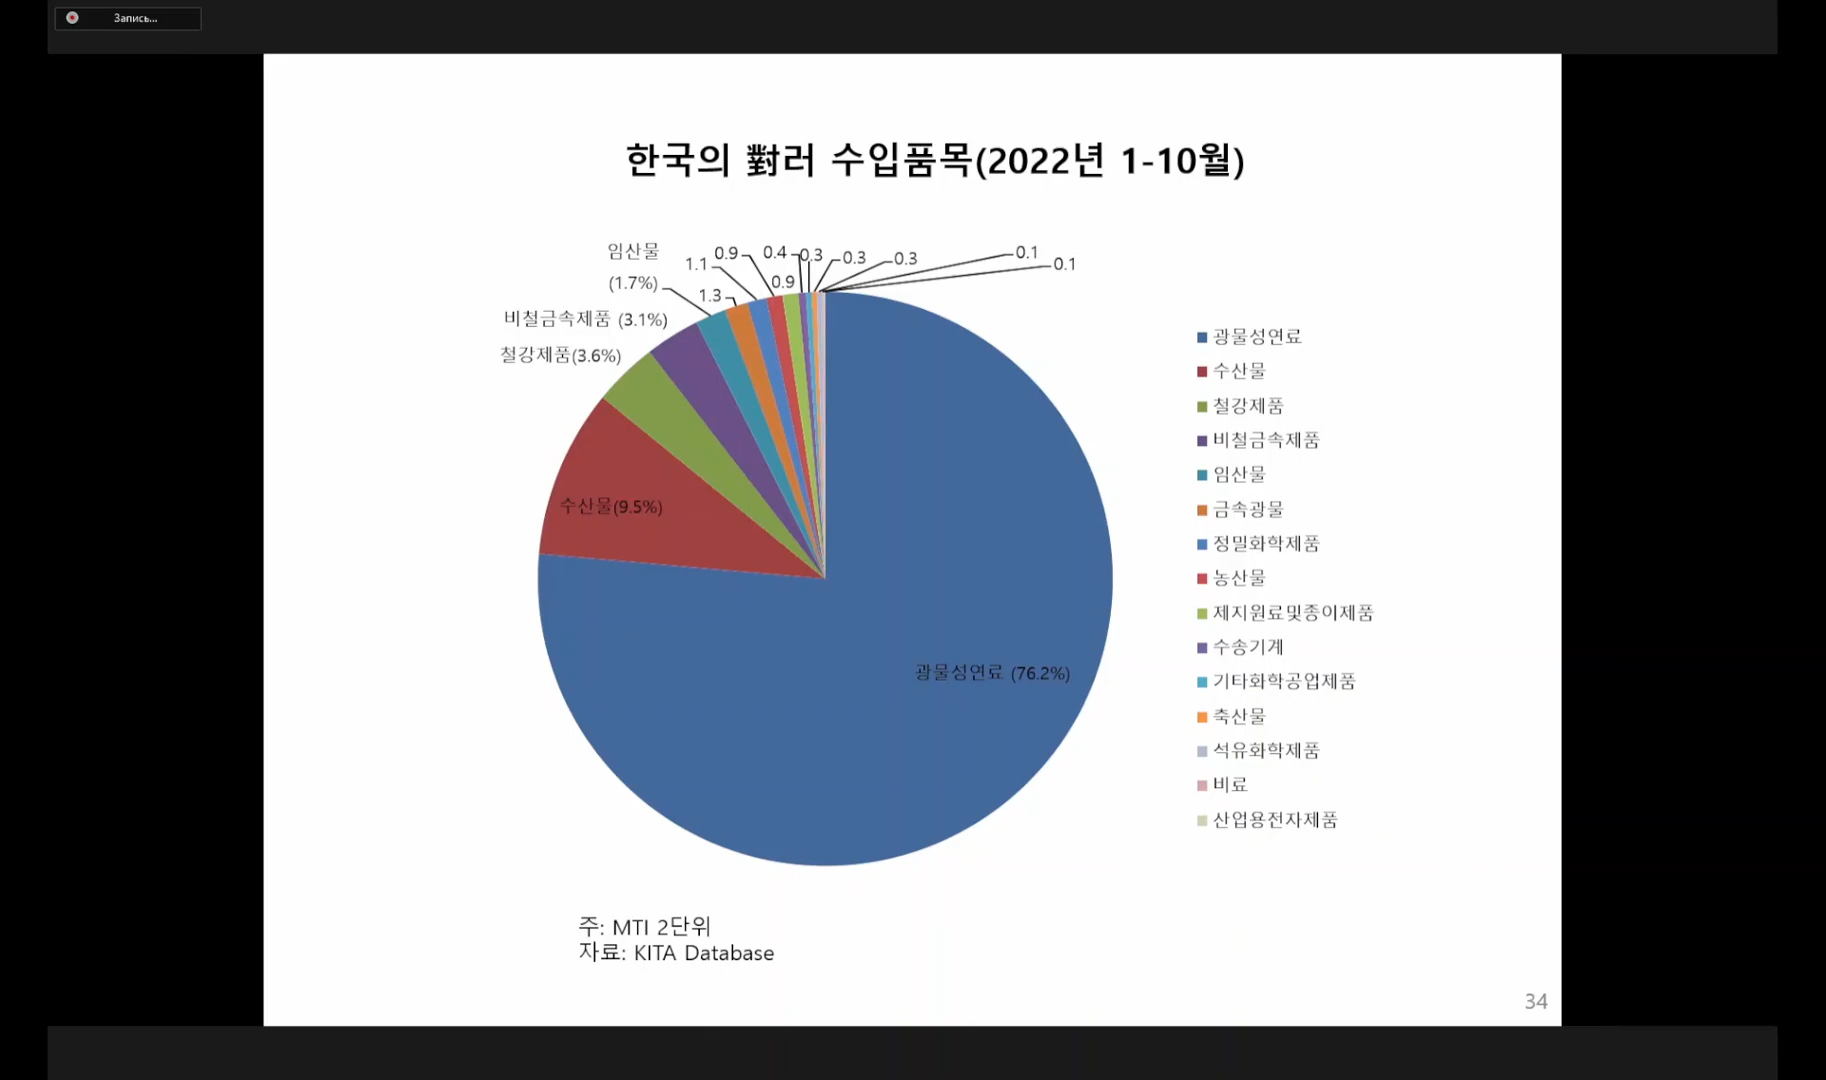 Запись...
한국의 對러 수입품목(2022년 1-10월)
임산물
(1.7%)
비철금속제품 (3.1%)
철강제품(3.6%)
수산물(9.5%)
광물성연료 (76.2%)
1.3
1.1
0.9
0.9
0.4
0.3
0.3
0.3
0.1
0.1
광물성연료
수산물
철강제품
비철금속제품
임산물
금속광물
정밀화학제품
농산물
제지원료및종이제품
수송기계
기타화학공업제품
축산물
석유화학제품
비료
산업용전자제품
주: MTI 2단위
자료: KITA Database
34